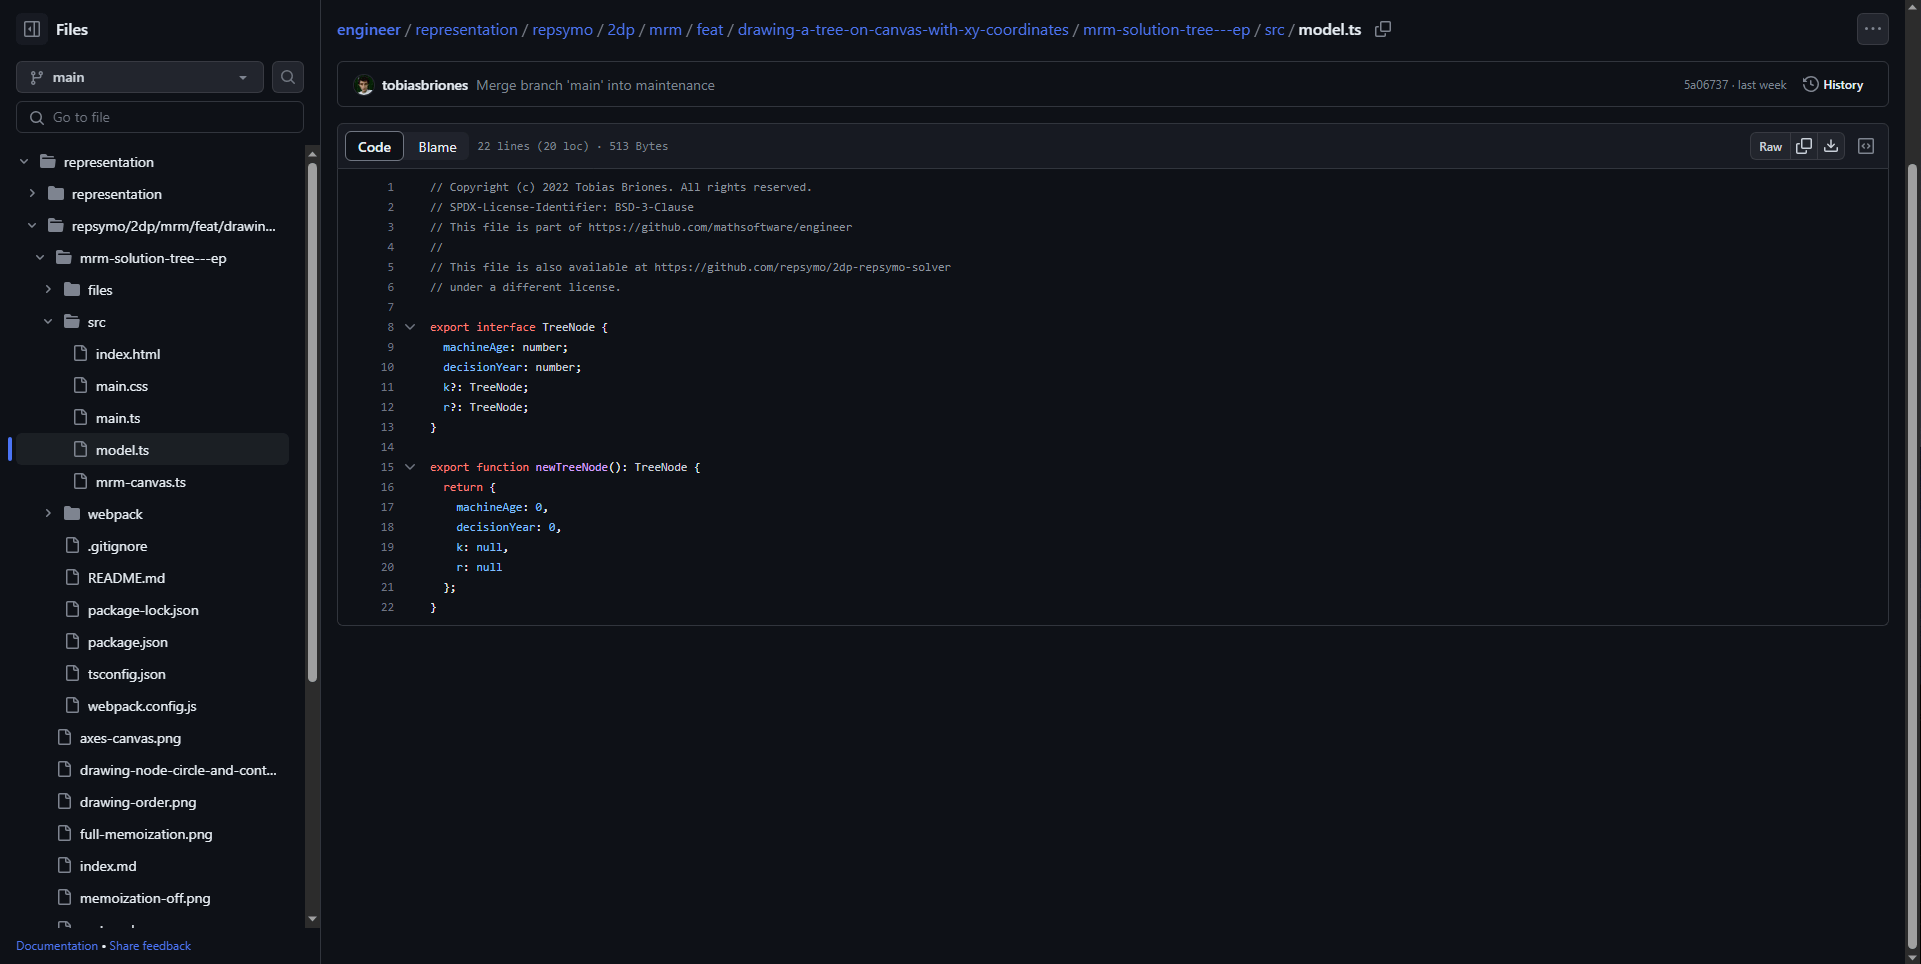 Files
main
Go to file
representation
representation
repsymo/2dp/mrm/feat/drawin...
mrm-solution-tree---ep
files
src
index.html
main.css
main.ts
model.ts
mrm-canvas.ts
webpack
.gitignore
README.md
package-lock.json
package.json
tsconfig.json
webpack.config.js
axes-canvas.png
drawing-node-circle-and-cont...
drawing-order.png
full-memoization.png
index.md
memoization-off.png
Documentation • Share feedback
engineer / representation / repsymo / 2dp / mrm / feat / drawing-a-tree-on-canvas-with-xy-coordinates / mrm-solution-tree---ep / src / model.ts
tobiasbriones Merge branch 'main' into maintenance 5a06737 · last week History
Code Blame 22 lines (20 loc) · 513 Bytes Raw
1 // Copyright (c) 2022 Tobias Briones. All rights reserved.
2 // SPDX-License-Identifier: BSD-3-Clause
3 // This file is part of https://github.com/mathsoftware/engineer
4 //
5 // This file is also available at https://github.com/repsymo/2dp-repsymo-solver
6 // under a different license.
7
8 export interface TreeNode {
9 machineAge: number;
10 decisionYear: number;
11 k?: TreeNode;
12 r?: TreeNode;
13 }
14
15 export function newTreeNode(): TreeNode {
16 return {
17 machineAge: 0,
18 decisionYear: 0,
19 k: null,
20 r: null
21 };
22 }